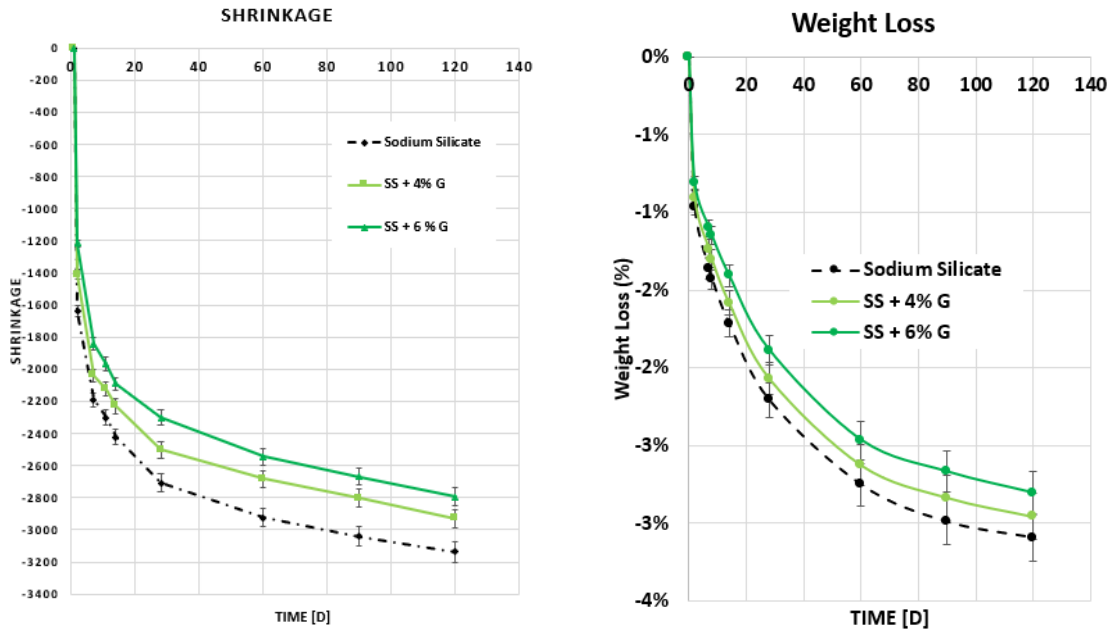 SHRINKAGE
0
-200
-400
-600
-800
-1000
-1200
-1400
-1600
-1800
-2000
-2200
-2400
-2600
-2800
-3000
-3200
-3400
0 20 40 60 80 100 120 140
SHRINKAGE
TIME [D]
Sodium Silicate
SS + 4% G
SS + 6 % G
Weight Loss
0%
-1%
-1%
-2%
-2%
-3%
-3%
-4%
0 20 40 60 80 100 120 140
Weight Loss (%)
TIME [D]
Sodium Silicate
SS + 4% G
SS + 6% G